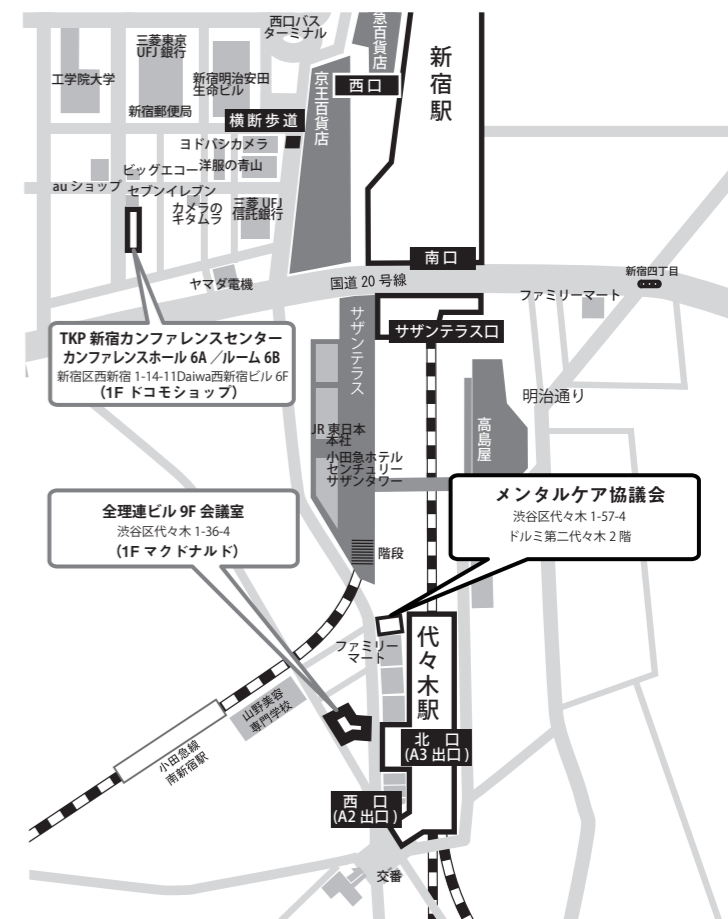 西口バス
ターミナル
急百貨店
新宿駅
三菱東京
UFJ 銀行
工学院大学
新宿明治安田
生命ビル
京王百貨店
西口
新宿郵便局
横断歩道
ヨドバシカメラ
ビッグエコー
洋服の青山
au ショップ
セブンイレブン
カメラの
キタムラ
三菱 UFJ
信託銀行
南口
新宿四丁目
ヤマダ電機
国道 20 号線
ファミリーマート
サザンテラス
サザンテラス口
TKP 新宿カンファレンスセンター
カンファレンスホール 6A ／ルーム 6B
新宿区西新宿 1-14-11Daiwa西新宿ビル 6F
(1F ドコモショップ)
明治通り
高島屋
JR 東日本
本社
小田急ホテル
センチュリー
サザンタワー
メンタルケア協議会
渋谷区代々木 1-57-4
ドルミ第二代々木 2 階
全理連ビル 9F 会議室
渋谷区代々木 1-36-4
(1F マクドナルド)
階段
ファミリー
マート
代々木駅
山野美容
専門学校
小田急線
南新宿駅
北 口
(A3 出口)
西 口
(A2 出口)
交番